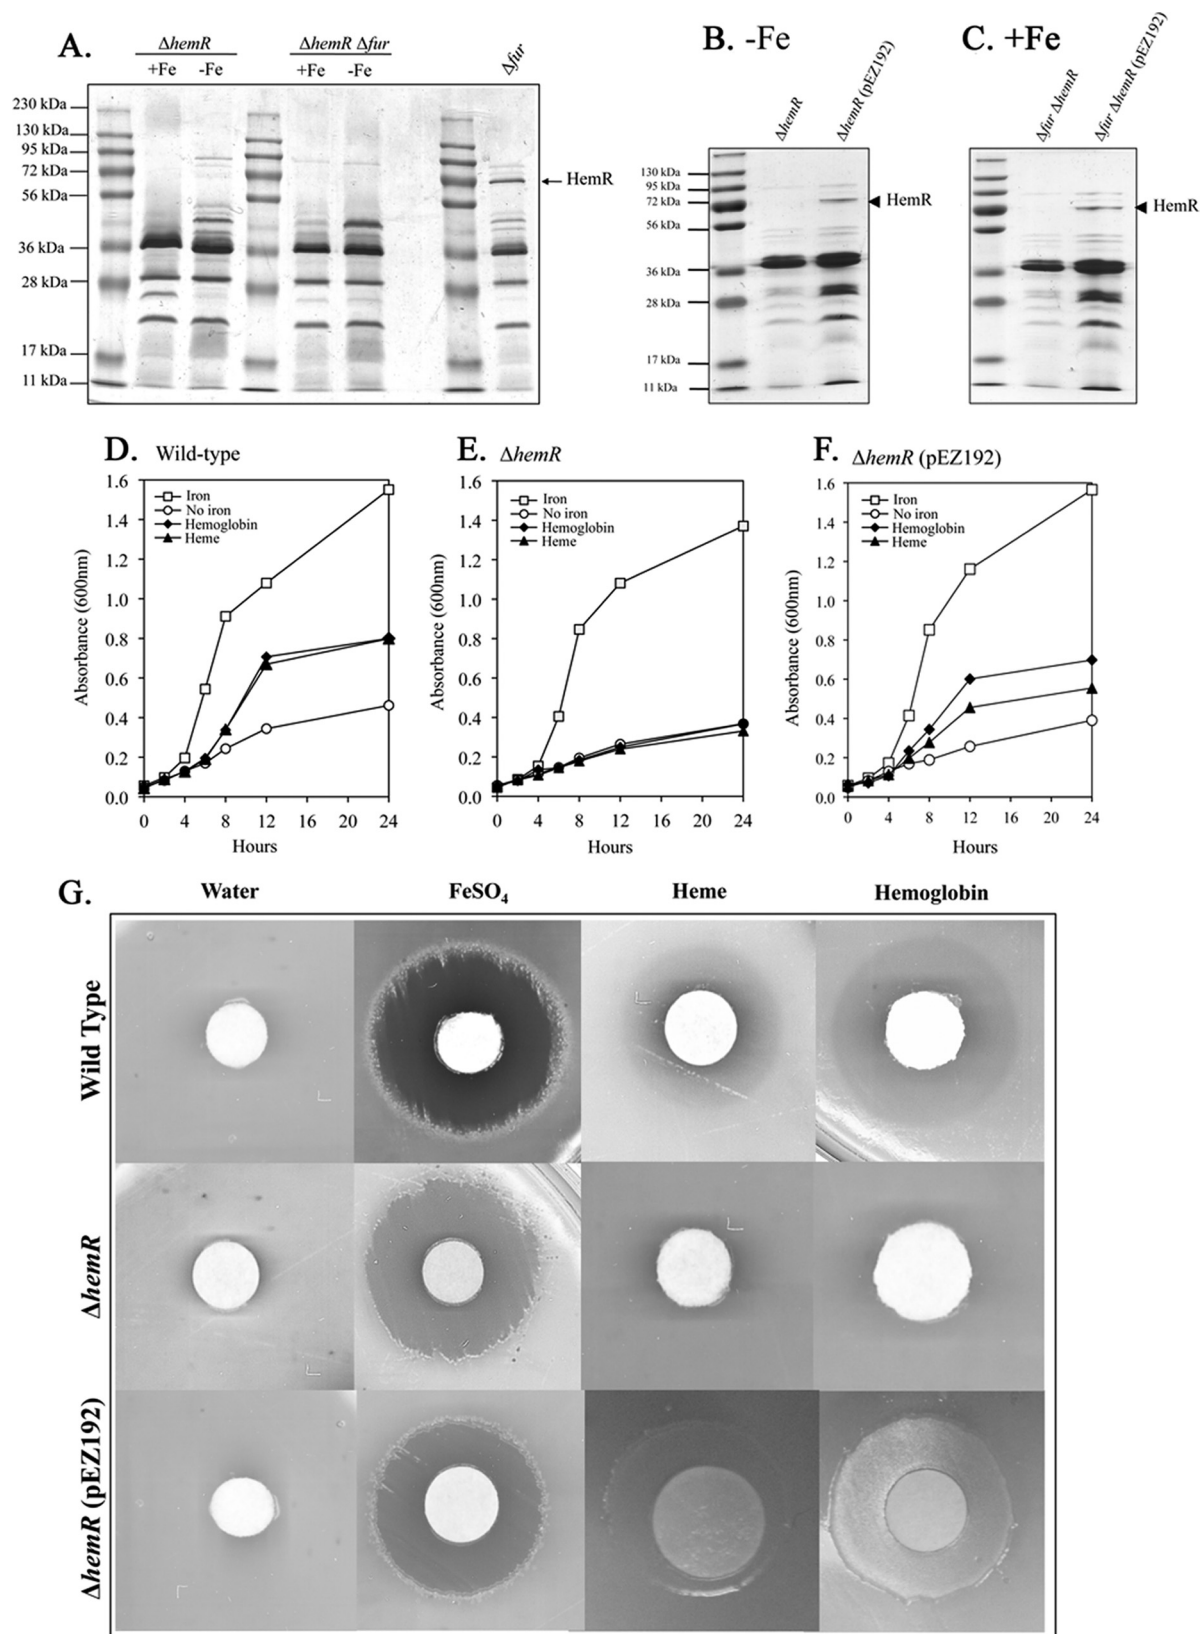 A.
ΔhemR
ΔhemR Δfur
+Fe -Fe
+Fe -Fe
Δfur
230 kDa
130 kDa
95 kDa
72 kDa
56 kDa
36 kDa
28 kDa
17 kDa
11 kDa
HemR
B. -Fe
ΔhemR
ΔhemR (pEZ192)
130 kDa
95 kDa
72 kDa
56 kDa
36 kDa
28 kDa
17 kDa
11 kDa
HemR
C. +Fe
Δfur ΔhemR
Δfur ΔhemR (pEZ192)
HemR
D. Wild-type
Iron
No iron
Hemoglobin
Heme
Absorbance (600nm)
1.6
1.4
1.2
1.0
0.8
0.6
0.4
0.2
0.0
0 4 8 12 16 20 24
Hours
E. ΔhemR
Iron
No iron
Hemoglobin
Heme
Absorbance (600nm)
1.6
1.4
1.2
1.0
0.8
0.6
0.4
0.2
0.0
0 4 8 12 16 20 24
Hours
F. ΔhemR (pEZ192)
Iron
No iron
Hemoglobin
Heme
Absorbance (600nm)
1.6
1.4
1.2
1.0
0.8
0.6
0.4
0.2
0.0
0 4 8 12 16 20 24
Hours
G.
Water FeSO₄ Heme Hemoglobin
Wild Type
ΔhemR
ΔhemR (pEZ192)